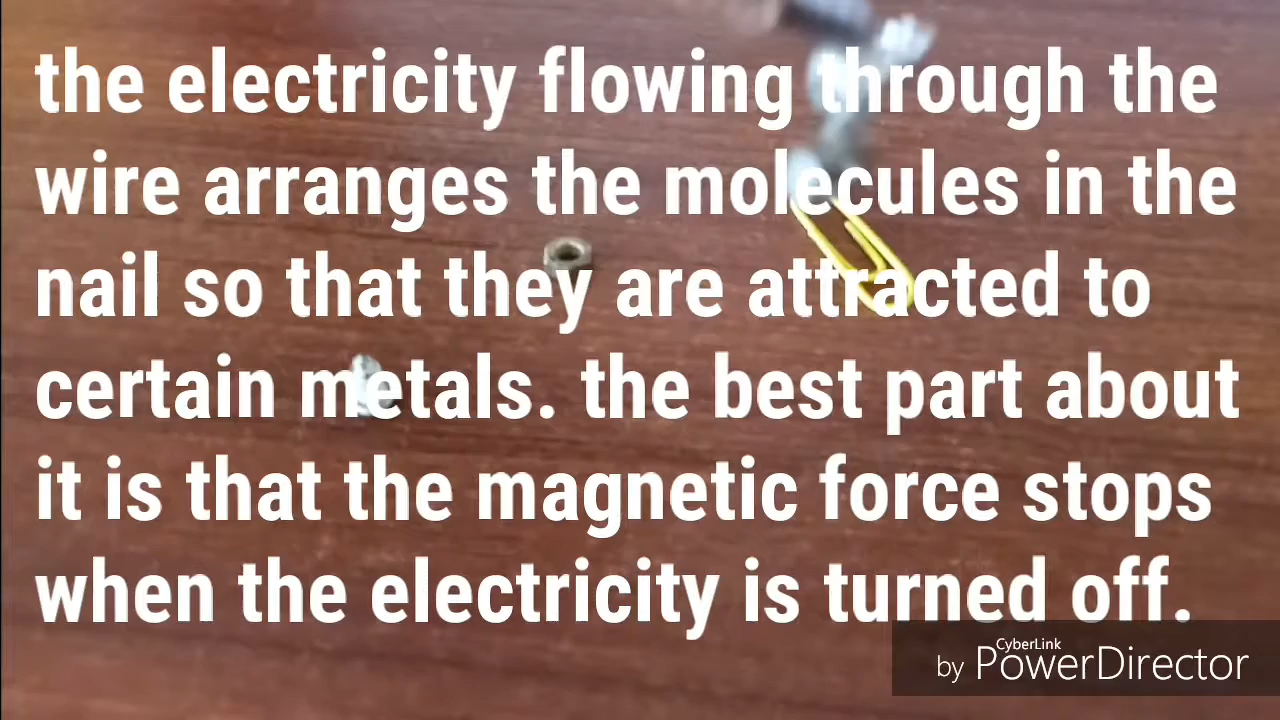 the electricity flowing through the
wire arranges the molecules in the
nail so that they are attracted to
certain metals. the best part about
it is that the magnetic force stops
when the electricity is turned off.
CyberLink
by PowerDirector